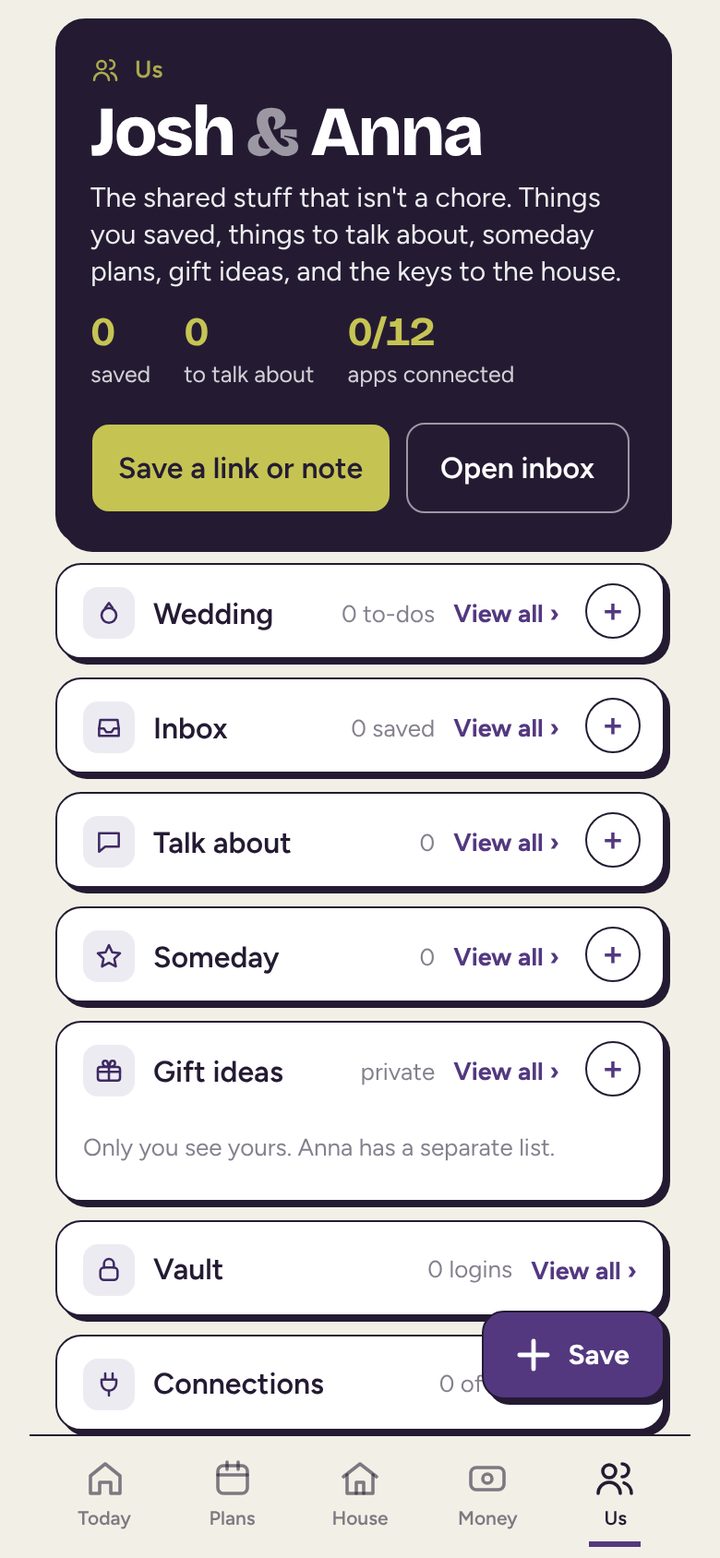 Us
Josh & Anna
The shared stuff that isn't a chore. Things
you saved, things to talk about, someday
plans, gift ideas, and the keys to the house.
0 0 0/12
saved to talk about apps connected
Save a link or note Open inbox
Wedding 0 to-dos View all ›
Inbox 0 saved View all ›
Talk about 0 View all ›
Someday 0 View all ›
Gift ideas private View all ›
Only you see yours. Anna has a separate list.
Vault 0 logins View all ›
Save
Connections 0 of
Today Plans House Money Us